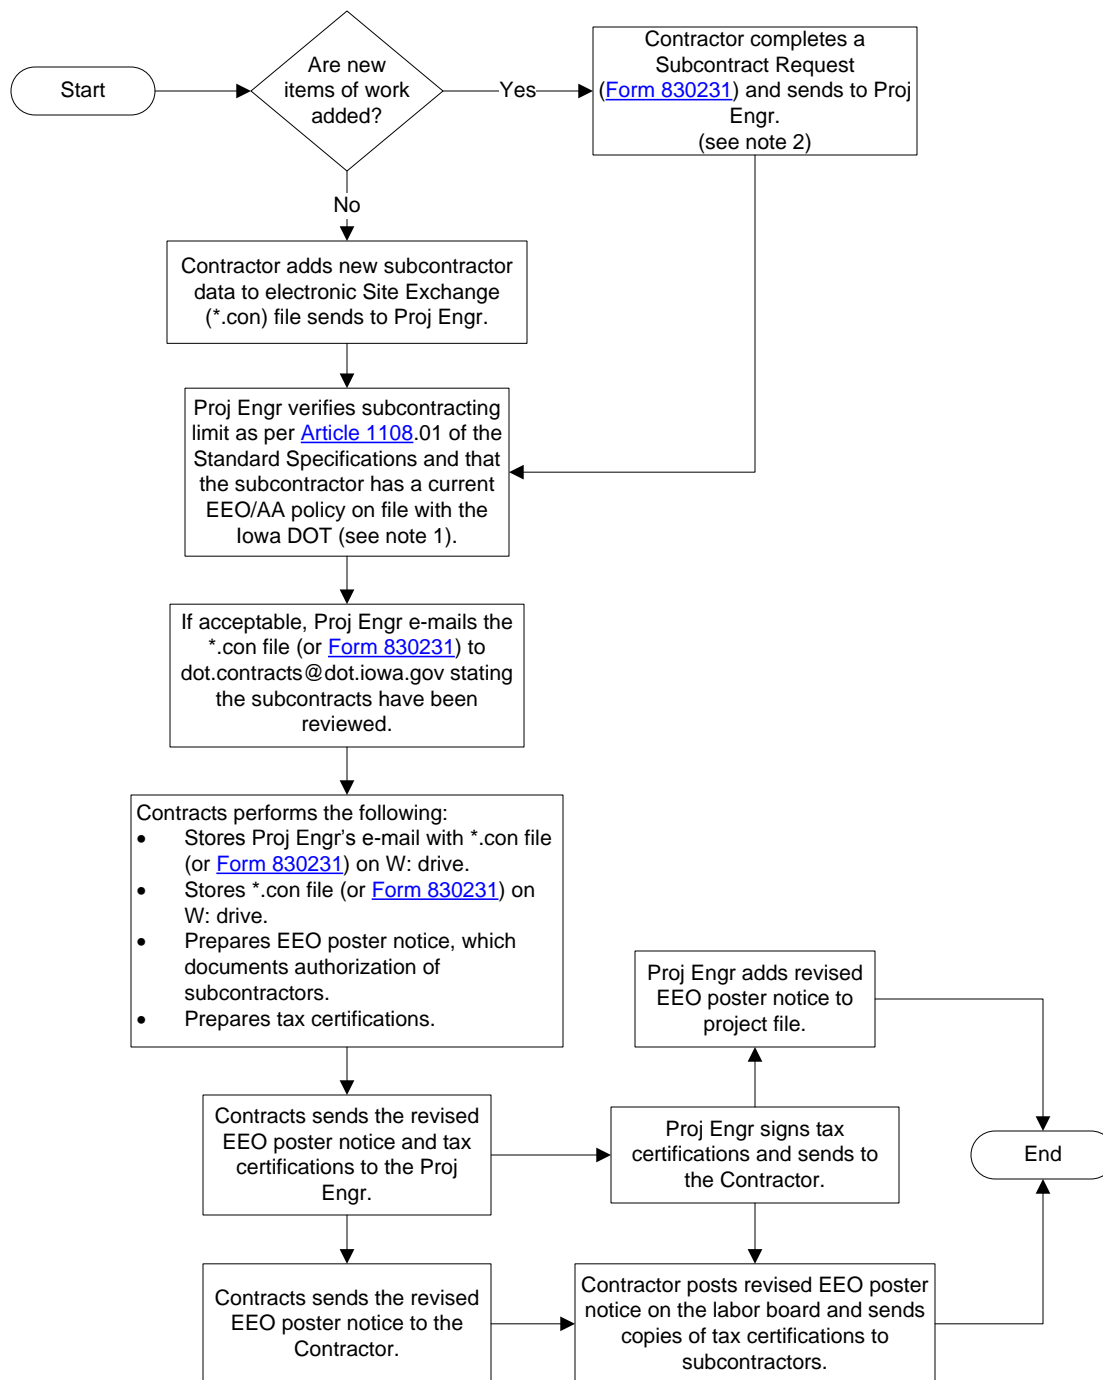 Start
Are new
items of work
added?
Yes
Contractor completes a
Subcontract Request
(Form 830231) and sends to Proj
Engr.
(see note 2)
No
Contractor adds new subcontractor
data to electronic Site Exchange
(*.con) file sends to Proj Engr.
Proj Engr verifies subcontracting
limit as per Article 1108.01 of the
Standard Specifications and that
the subcontractor has a current
EEO/AA policy on file with the
Iowa DOT (see note 1).
If acceptable, Proj Engr e-mails the
*.con file (or Form 830231) to
dot.contracts@dot.iowa.gov stating
the subcontracts have been
reviewed.
Contracts performs the following:
• Stores Proj Engr's e-mail with *.con file
(or Form 830231) on W: drive.
• Stores *.con file (or Form 830231) on
W: drive.
• Prepares EEO poster notice, which
documents authorization of
subcontractors.
• Prepares tax certifications.
Proj Engr adds revised
EEO poster notice to
project file.
Contracts sends the revised
EEO poster notice and tax
certifications to the Proj
Engr.
Proj Engr signs tax
certifications and sends to
the Contractor.
End
Contracts sends the revised
EEO poster notice to the
Contractor.
Contractor posts revised EEO poster
notice on the labor board and sends
copies of tax certifications to
subcontractors.